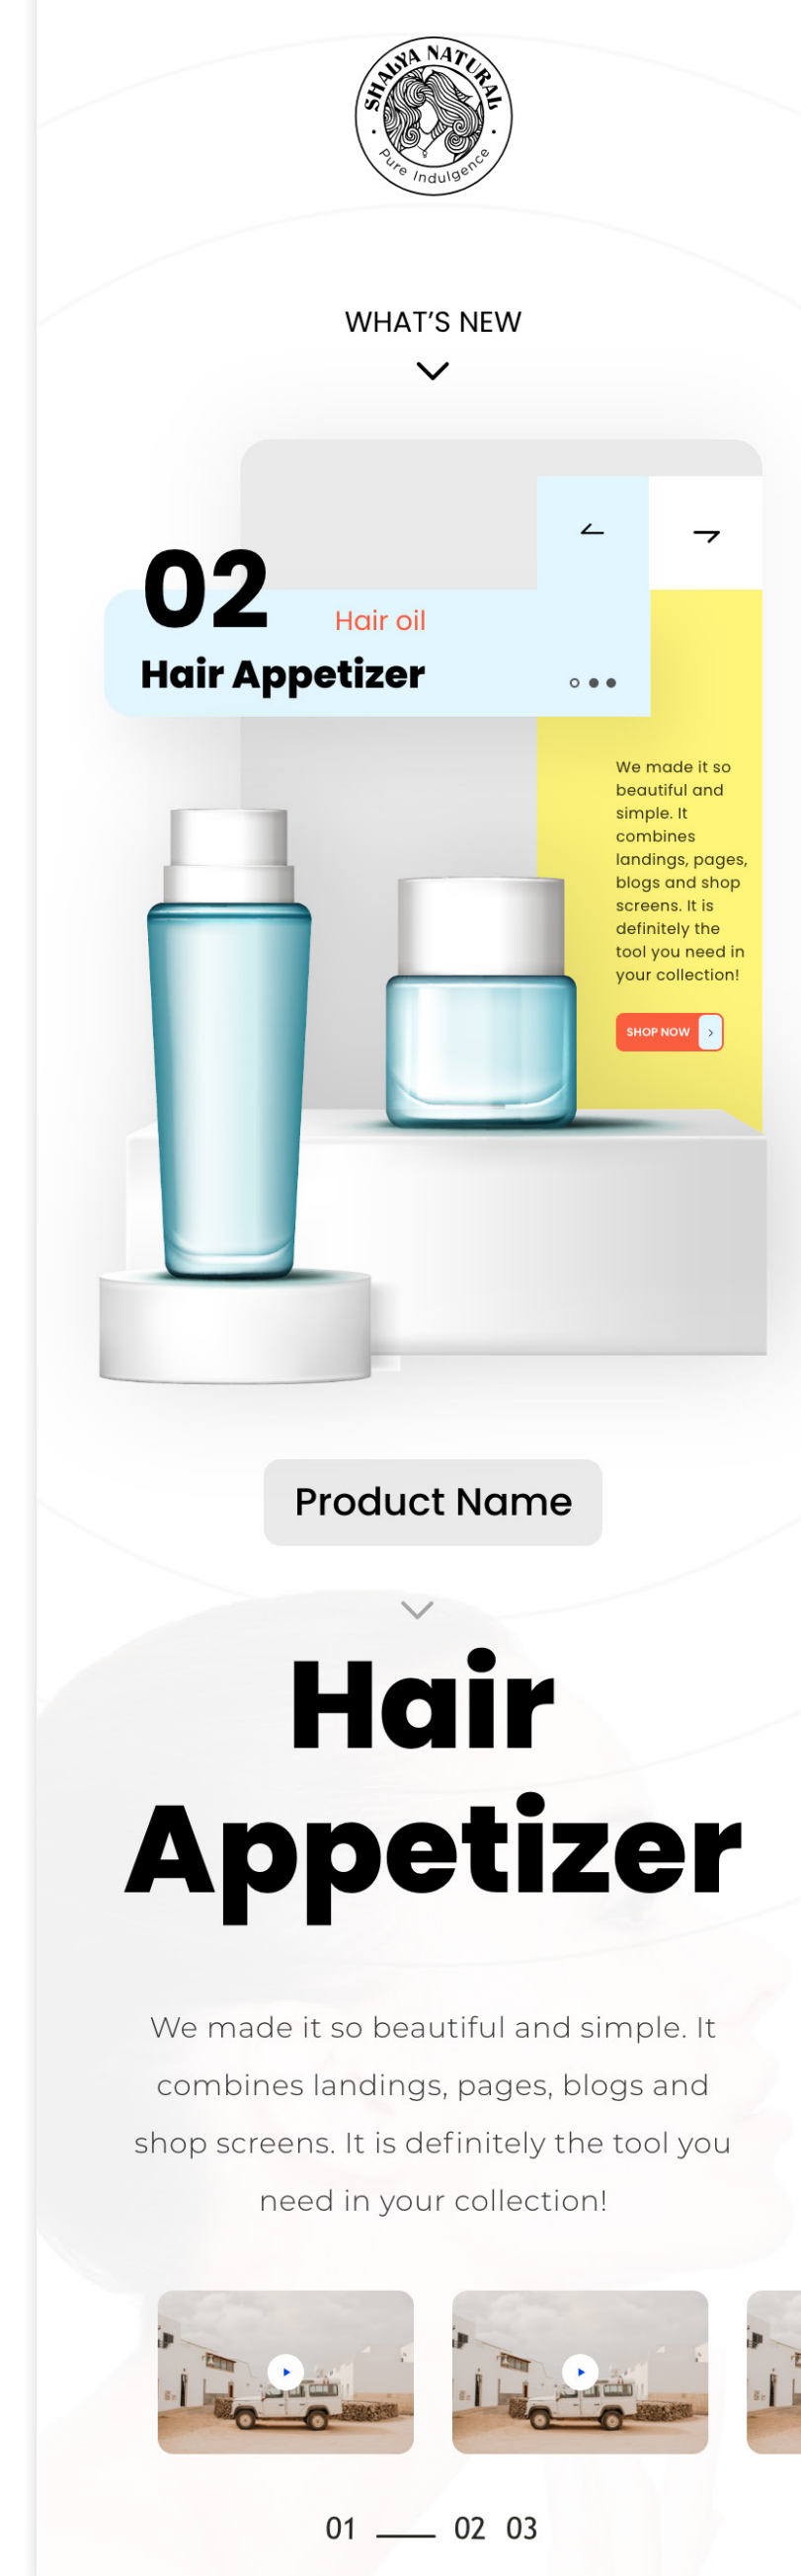 SHALYA NATURAL
Pure Indulgence
WHAT’S NEW
02
Hair oil
Hair Appetizer
We made it so
beautiful and
simple. It
combines
landings, pages,
blogs and shop
screens. It is
definitely the
tool you need in
your collection!
SHOP NOW
Product Name
Hair
Appetizer
We made it so beautiful and simple. It
combines landings, pages, blogs and
shop screens. It is definitely the tool you
need in your collection!
01 02 03